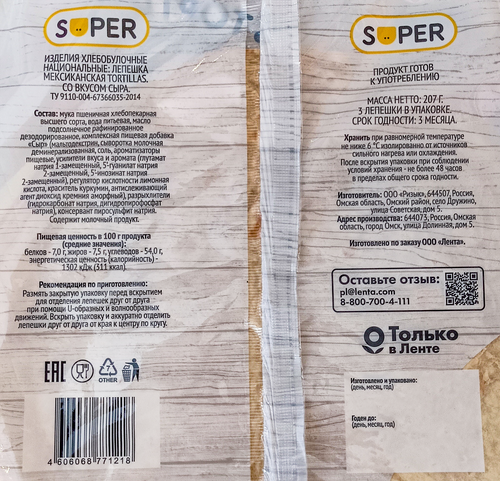 SUPER
ИЗДЕЛИЯ ХЛЕБОБУЛОЧНЫЕ
НАЦИОНАЛЬНЫЕ: ЛЕПЕШКА
МЕКСИКАНСКАЯ TORTILLAS.
СО ВКУСОМ СЫРА.
ТУ 9110-004-67366035-2014
Состав: мука пшеничная хлебопекарная
высшего сорта, вода питьевая, масло
подсолнечное рафинированное
дезодорированное, комплексная пищевая добавка
«Сыр» (мальтодекстрин, сыворотка молочная
деминерализованная, соль, ароматизаторы
пищевые, усилители вкуса и аромата (глутамат
натрия 1-замещенный, 5'-гуанилат натрия
2-замещенный, 5'-инозинат натрия
2-замещенный), регулятор кислотности лимонная
кислота, краситель куркумин, антислеживающий
агент диоксид кремния аморфный), разрыхлители
(гидрокарбонат натрия, дигидропирофосфат
натрия), консервант пиросульфит натрия.
Содержит молочный продукт.
Пищевая ценность в 100 г продукта
(средние значения):
белков - 7,0 г, жиров - 7,5 г, углеводов - 54,0 г,
энергетическая ценность (калорийность) -
1302 кДж (311 ккал).
Рекомендации по приготовлению:
Размять закрытую упаковку перед вскрытием
для отделения лепешек друг от друга
при помощи U-образных и волнообразных
движений. Вскрыть упаковку и аккуратно отделить
лепешки друг от друга от края к центру по кругу.
EAC
7
OTHER
4 606068 771218
SUPER
ПРОДУКТ ГОТОВ
К УПОТРЕБЛЕНИЮ
МАССА НЕТТО: 207 Г.
3 ЛЕПЕШКИ В УПАКОВКЕ.
СРОК ГОДНОСТИ: 3 МЕСЯЦА.
Хранить при равномерной температуре
не ниже 6 °С изолированно от источников
сильного нагрева или охлаждения.
После вскрытия упаковки при соблюдении
условий хранения - не более 48 часов
в пределах общего срока годности.
Изготовитель: ООО «Ризык», 644507, Россия,
Омская область, Омский район, село Дружино,
улица Советская, дом 5.
Адрес производства: 644073, Россия, Омская
область, город Омск, улица Долинная, дом 5.
Изготовлено по заказу ООО «Лента».
Оставьте отзыв:
pl@lenta.com
8-800-700-4-111
Только
в Ленте
Изготовлено и упаковано:
(день, месяц, год)
Годен до:
(день, месяц, год)